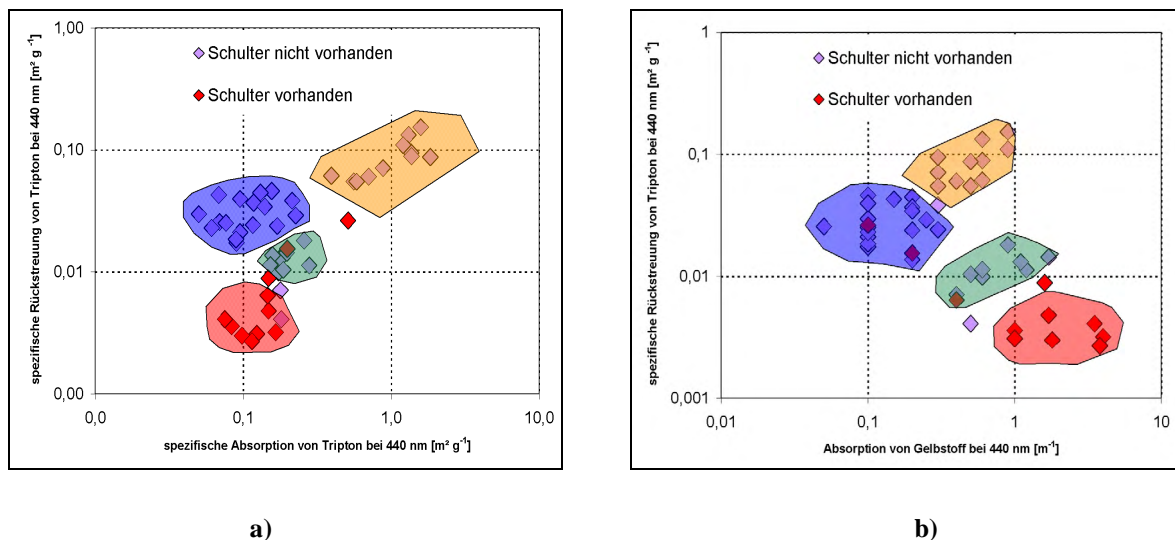 1,00
0,10
0,01
0,00
spezifische Rückstreuung von Tripton bei 440 nm [m² g⁻¹]
Schulter nicht vorhanden
Schulter vorhanden
0,0
0,1
1,0
10,0
spezifische Absorption von Tripton bei 440 nm [m² g⁻¹]
a)
1
0,1
0,01
0,001
spezifische Rückstreuung von Tripton bei 440 nm [m² g⁻¹]
Schulter nicht vorhanden
Schulter vorhanden
0,01
0,1
1
10
Absorption von Gelbstoff bei 440 nm [m⁻¹]
b)